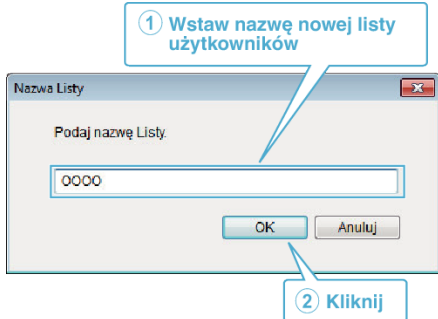 1 Wstaw nazwę nowej listy
użytkowników
Nazwa Listy
Podaj nazwę Listy.
OOOO
OK Anuluj
2 Kliknij